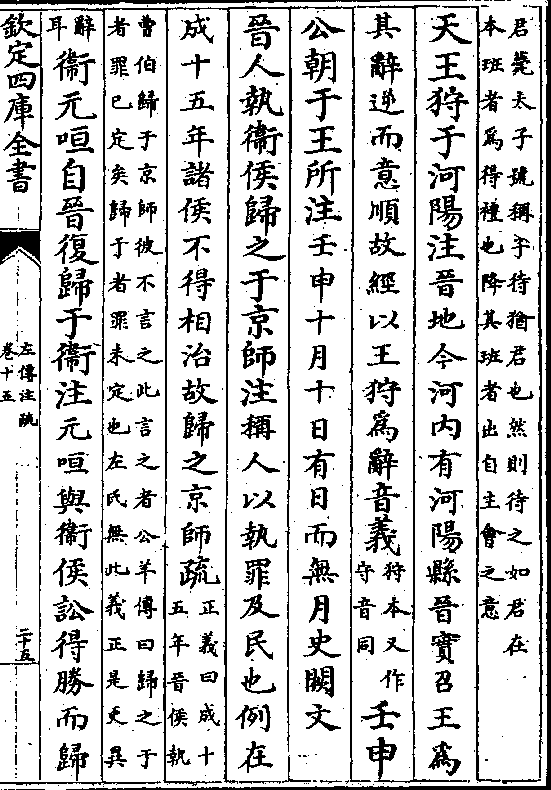 君薨天子號稱子待猶君也然則待之如君在
本班者為得禮也降其班者出自主會之意
天王狩于河陽注晉地今河內有河陽縣晉實召王為
其辭逆而意順故經以王狩為辭音義狩本又作
守音同
壬申
公朝于王所注壬申十月十日有日而無月史闕文
晉人執衞侯歸之于京師注稱人以執罪及民也例在
成十五年諸侯不得相治故歸之京師疏正義曰成十
五年晉侯執
曹伯歸于京師彼不言之此言之者公羊傳曰歸之于
者罪已定矣歸于者罪未定也左氏無此義正是史異
辭
耳
衞元咺自晉復歸于衞注元咺與衞侯訟得勝而歸
欽定四庫全書
左傳注疏
卷十五
二十五